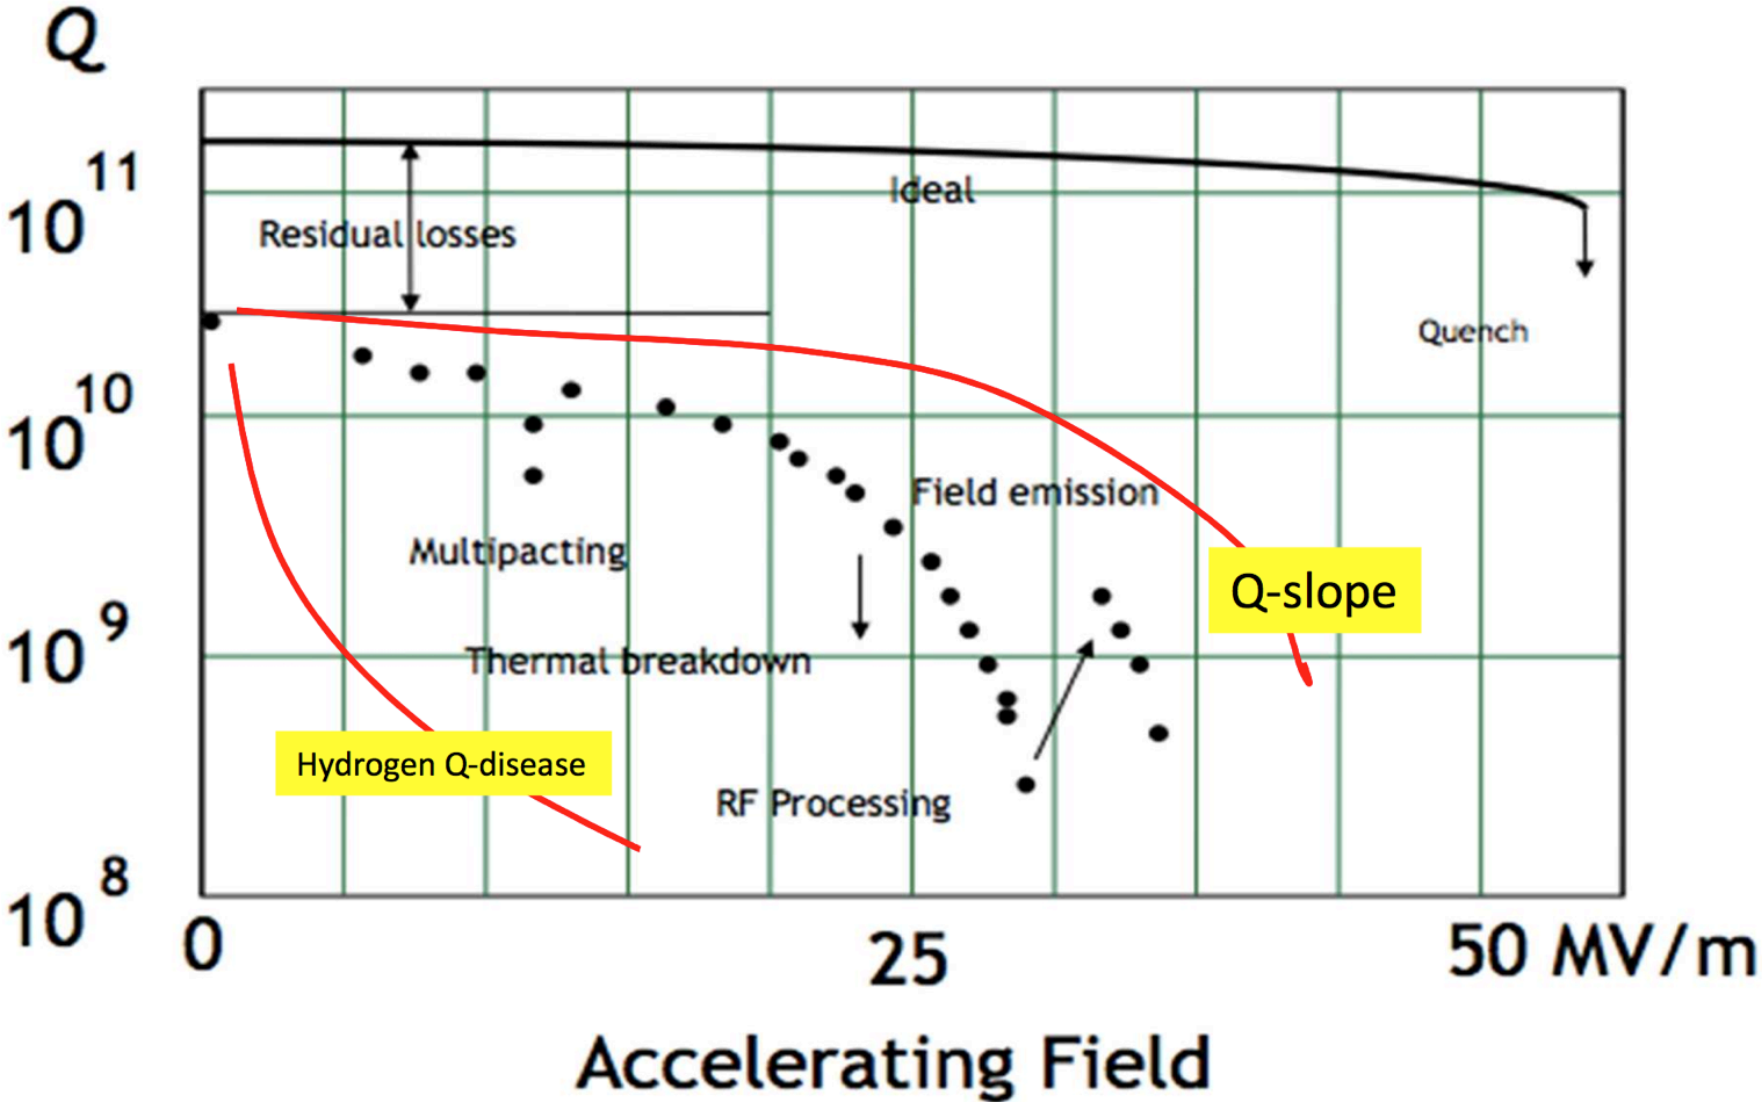 Q
10^11
Ideal
Residual losses
Quench
10^10
Field emission
Multipacting
Q-slope
10^9
Thermal breakdown
Hydrogen Q-disease
RF Processing
10^8
0
25
50 MV/m
Accelerating Field